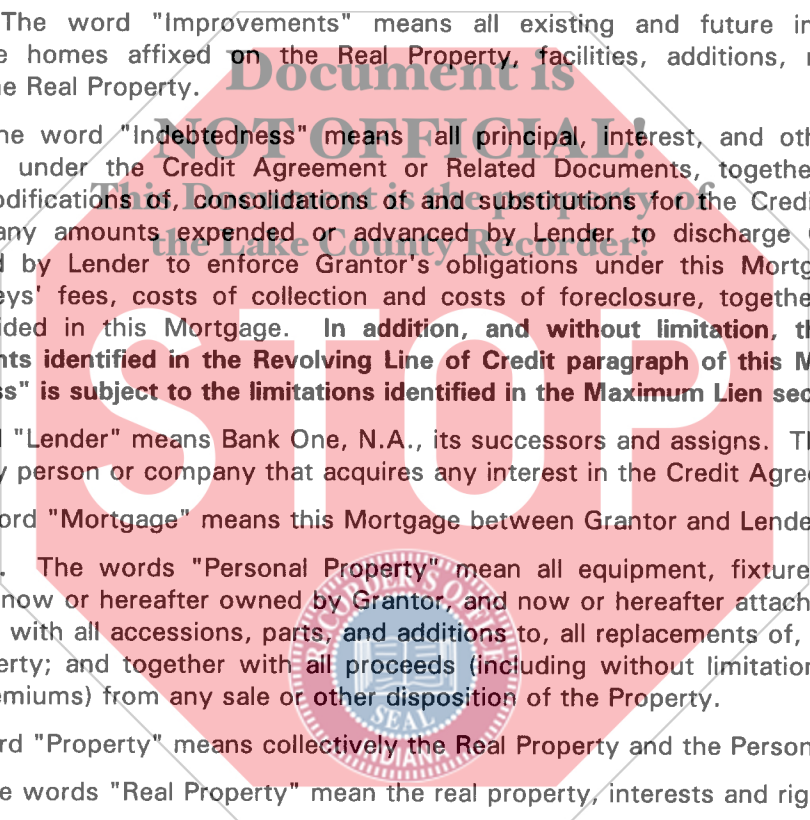 The word "Improvements" means all existing and future in
e homes affixed on the Real Property, facilities, additions, r
e Real Property.
Document is
he word "Indebtedness" means all principal, interest, and oth
NOT OFFICIAL!
under the Credit Agreement or Related Documents, togethe
odifications of, consolidations of and substitutions for the Credi
This Document is the property of
any amounts expended or advanced by Lender to discharge
the Lake County Recorder!
d by Lender to enforce Grantor's obligations under this Mortg
eys' fees, costs of collection and costs of foreclosure, togethe
ided in this Mortgage. In addition, and without limitation, th
nts identified in the Revolving Line of Credit paragraph of this M
ss" is subject to the limitations identified in the Maximum Lien sec
STOP
"Lender" means Bank One, N.A., its successors and assigns. Th
y person or company that acquires any interest in the Credit Agree
ord "Mortgage" means this Mortgage between Grantor and Lende
. The words "Personal Property" mean all equipment, fixture
now or hereafter owned by Grantor, and now or hereafter attach
with all accessions, parts, and additions to, all replacements of,
erty; and together with all proceeds (including without limitation
emiums) from any sale or other disposition of the Property.
RECORDER'S OFFICE
SEAL
INDIANA
rd "Property" means collectively the Real Property and the Person
e words "Real Property" mean the real property, interests and rig